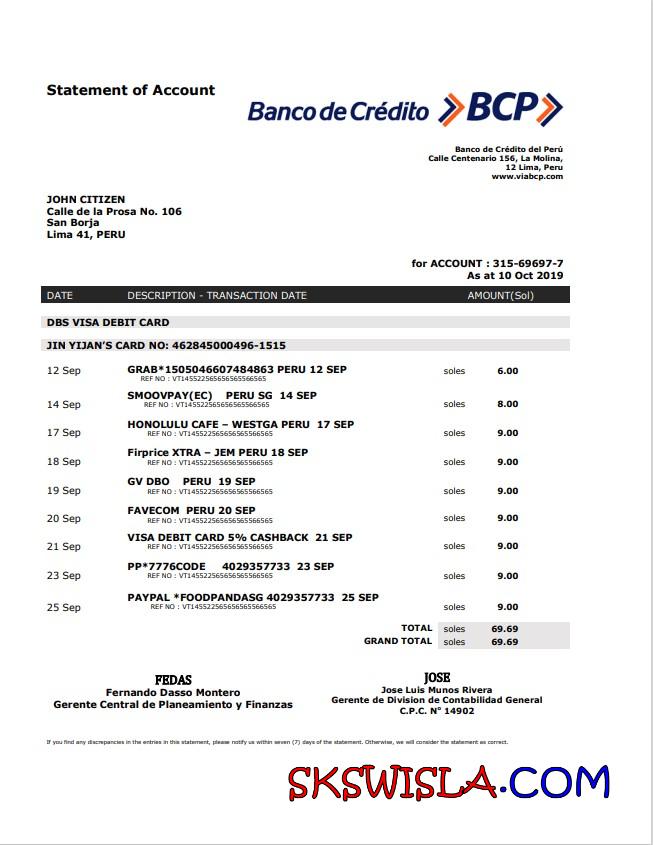 Statement of Account
Banco de Crédito BCP
Banco de Crédito del Perú
Calle Centenario 156, La Molina,
12 Lima, Peru
www.viabcp.com
JOHN CITIZEN
Calle de la Prosa No. 106
San Borja
Lima 41, PERU
for ACCOUNT : 315-69697-7
As at 10 Oct 2019
DATE DESCRIPTION - TRANSACTION DATE AMOUNT(Sol)
DBS VISA DEBIT CARD
JIN YIJAN'S CARD NO: 462845000496-1515
12 Sep GRAB*1505046607484863 PERU 12 SEP soles 6.00
REF NO : VT145522565656565566565
14 Sep SMOOVPAY(EC) PERU SG 14 SEP soles 8.00
REF NO : VT145522565656565566565
17 Sep HONOLULU CAFE – WESTGA PERU 17 SEP soles 9.00
REF NO : VT145522565656565566565
18 Sep Firprice XTRA – JEM PERU 18 SEP soles 9.00
REF NO : VT145522565656565566565
19 Sep GV DBO PERU 19 SEP soles 9.00
REF NO : VT145522565656565566565
20 Sep FAVECOM PERU 20 SEP soles 9.00
REF NO : VT145522565656565566565
21 Sep VISA DEBIT CARD 5% CASHBACK 21 SEP soles 9.00
REF NO : VT145522565656565566565
23 Sep PP*7776CODE 4029357733 23 SEP soles 9.00
REF NO : VT145522565656565566565
25 Sep PAYPAL *FOODPANDASG 4029357733 25 SEP soles 9.00
REF NO : VT145522565656565566565
TOTAL soles 69.69
GRAND TOTAL soles 69.69
FEDAS
Fernando Dasso Montero
Gerente Central de Planeamiento y Finanzas
JOSE
Jose Luis Munos Rivera
Gerente de Division de Contabilidad General
C.P.C. N° 14902
If you find any discrepancies in the entries in this statement, please notify us within seven (7) days of the statement. Otherwise, we will consider the statement as correct.
SKSWISLA.COM